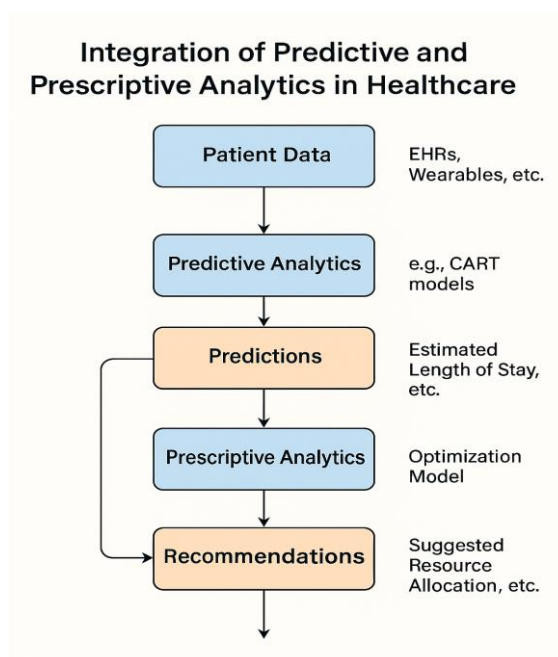 Integration of Predictive and
Prescriptive Analytics in Healthcare
Patient Data
EHRs,
Wearables, etc.
Predictive Analytics
e.g., CART
models
Predictions
Estimated
Length of Stay,
etc.
Prescriptive Analytics
Optimization
Model
Recommendations
Suggested
Resource
Allocation, etc.